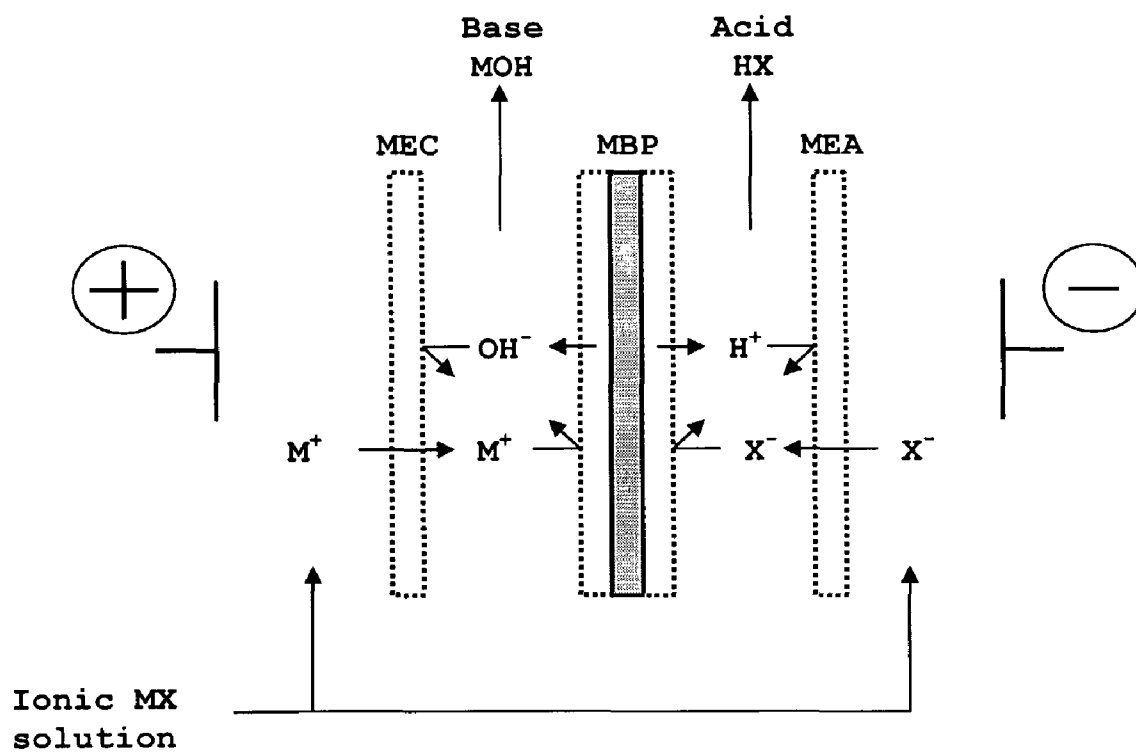 Base
MOH
Acid
HX
MEC
MBP
MEA
+
−
OH⁻
H⁺
M⁺
M⁺
X⁻
X⁻
Ionic MX
solution